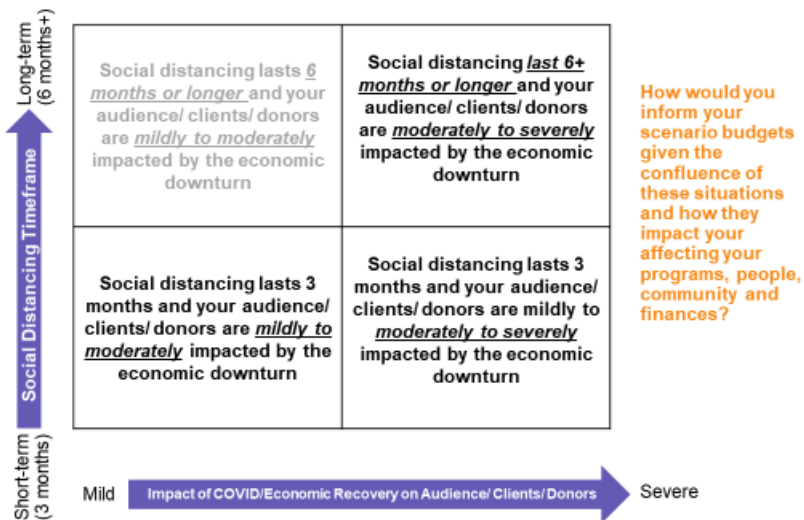 Long-term
(6 months+)
Social Distancing Timeframe
Short-term
(3 months)
Social distancing lasts 6
months or longer and your
audience/ clients/ donors
are mildly to moderately
impacted by the economic
downturn
Social distancing last 6+
months or longer and your
audience/ clients/donors
are moderately to severely
impacted by the economic
downturn
Social distancing lasts 3
months and your audience/
clients/ donors are mildly to
moderately impacted by the
economic downturn
Social distancing lasts 3
months and your audience/
clients/donors are mildly to
moderately to severely
impacted by the economic
downturn
How would you
inform your
scenario budgets
given the
confluence of
these situations
and how they
impact your
affecting your
programs, people,
community and
finances?
Mild
Impact of COVID/Economic Recovery on Audience/ Clients/ Donors
Severe